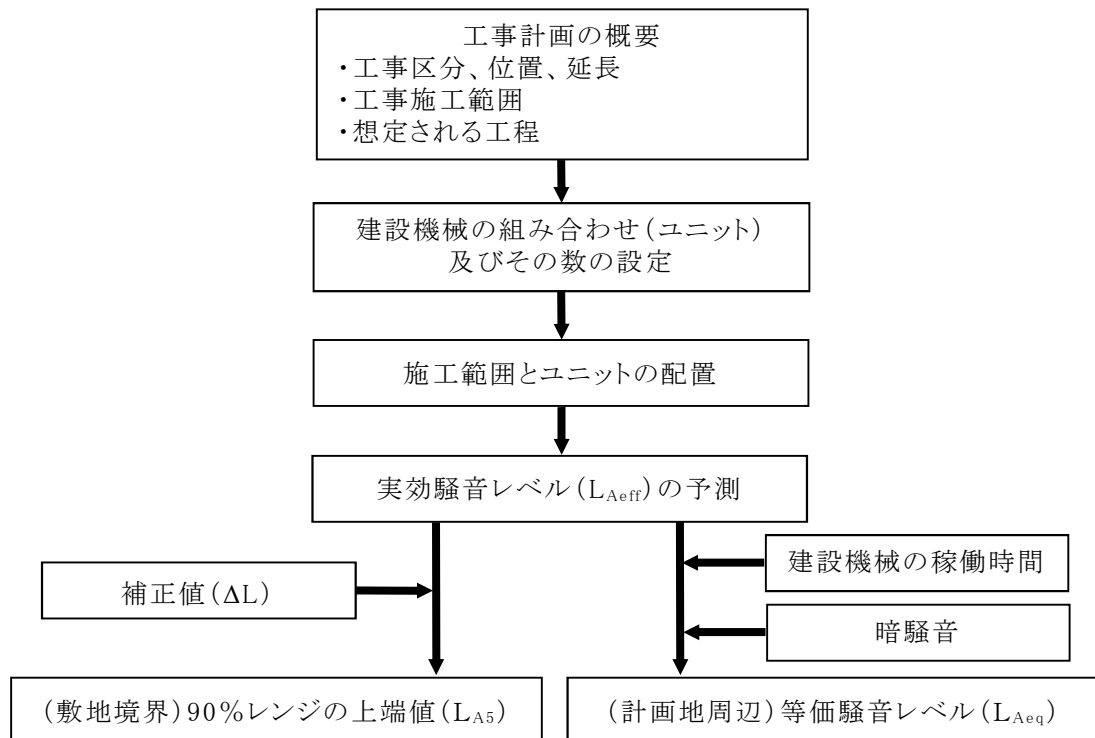 工事計画の概要
・工事区分、位置、延長
・工事施工範囲
・想定される工程
建設機械の組み合わせ(ユニット)
及びその数の設定
施工範囲とユニットの配置
実効騒音レベル(LAeff)の予測
建設機械の稼働時間
補正値(ΔL)
暗騒音
(敷地境界)90%レンジの上端値(LA5)
(計画地周辺)等価騒音レベル(LAeq)